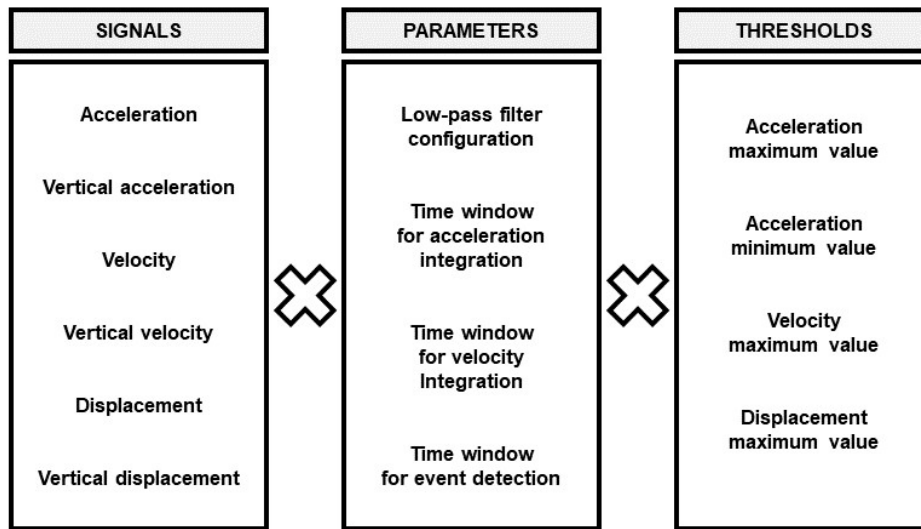 SIGNALS
Acceleration
Vertical acceleration
Velocity
Vertical velocity
Displacement
Vertical displacement
PARAMETERS
Low-pass filter
configuration
Time window
for acceleration
integration
Time window
for velocity
Integration
Time window
for event detection
THRESHOLDS
Acceleration
maximum value
Acceleration
minimum value
Velocity
maximum value
Displacement
maximum value